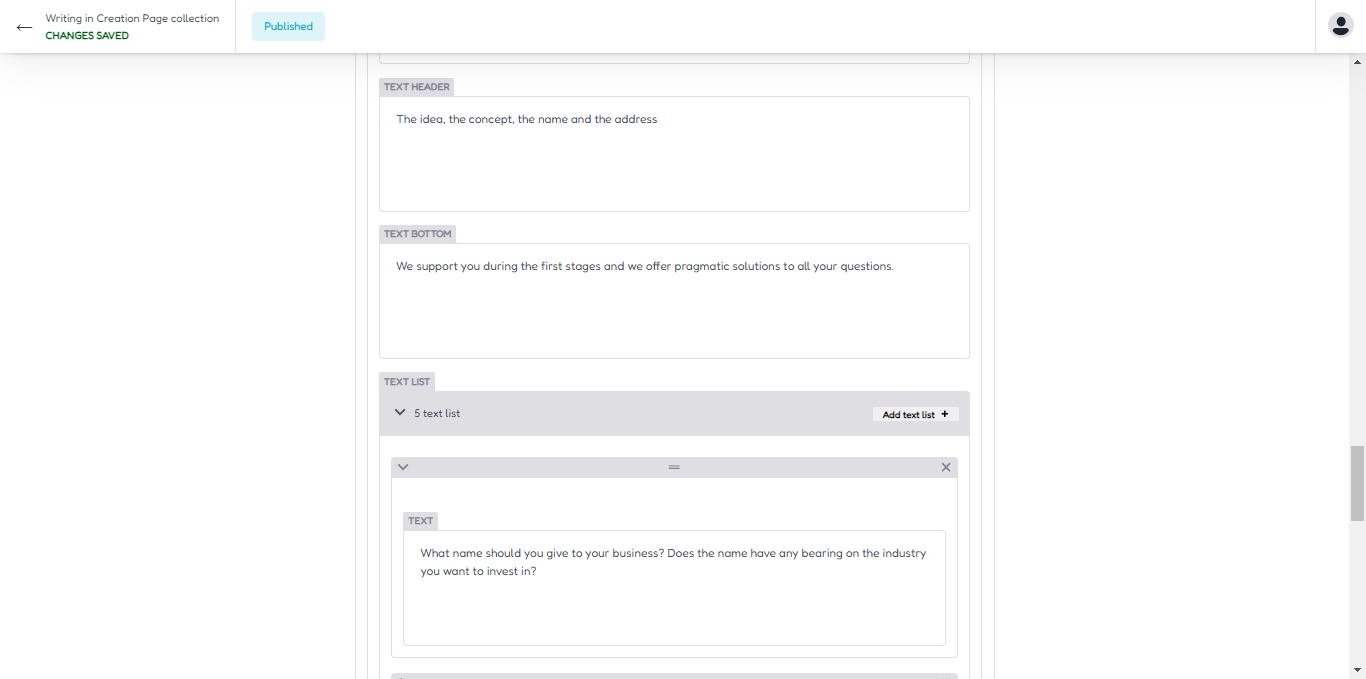 Writing in Creation Page collection
CHANGES SAVED
Published
TEXT HEADER
The idea, the concept, the name and the address
TEXT BOTTOM
We support you during the first stages and we offer pragmatic solutions to all your questions.
TEXT LIST
5 text list
Add text list +
TEXT
What name should you give to your business? Does the name have any bearing on the industry
you want to invest in?